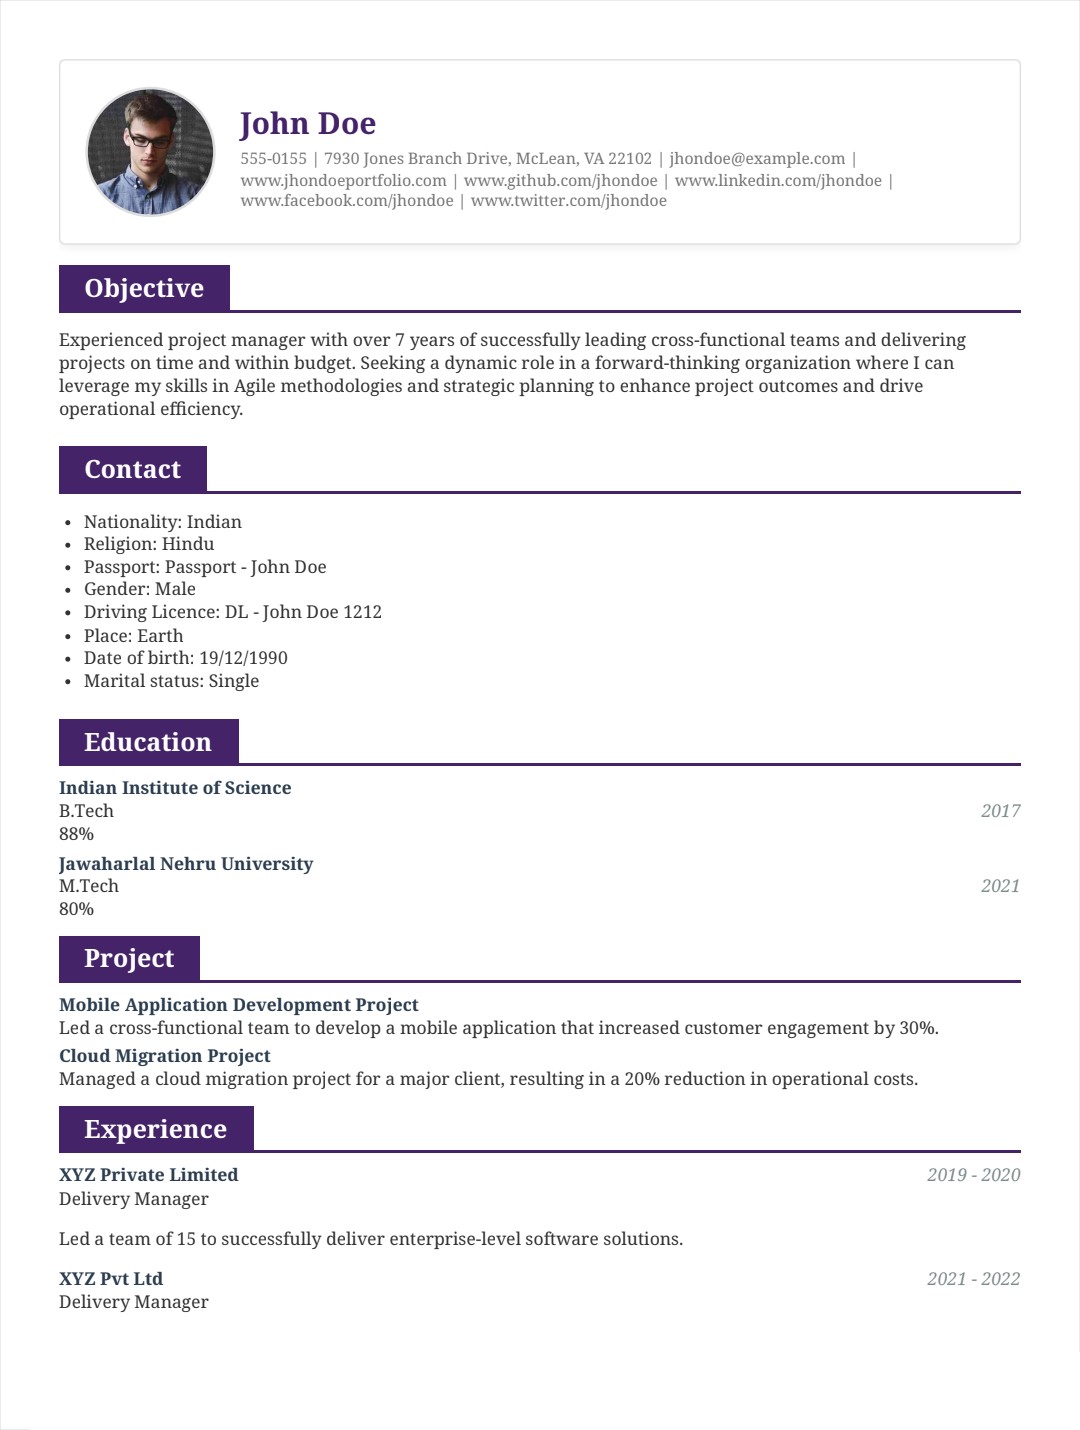 John Doe
555-0155 | 7930 Jones Branch Drive, McLean, VA 22102 | jhondoe@example.com |
www.jhondoeportfolio.com | www.github.com/jhondoe | www.linkedin.com/jhondoe |
www.facebook.com/jhondoe | www.twitter.com/jhondoe
Objective
Experienced project manager with over 7 years of successfully leading cross-functional teams and delivering
projects on time and within budget. Seeking a dynamic role in a forward-thinking organization where I can
leverage my skills in Agile methodologies and strategic planning to enhance project outcomes and drive
operational efficiency.
Contact
• Nationality: Indian
• Religion: Hindu
• Passport: Passport - John Doe
• Gender: Male
• Driving Licence: DL - John Doe 1212
• Place: Earth
• Date of birth: 19/12/1990
• Marital status: Single
Education
Indian Institute of Science
B.Tech 2017
88%
Jawaharlal Nehru University
M.Tech 2021
80%
Project
Mobile Application Development Project
Led a cross-functional team to develop a mobile application that increased customer engagement by 30%.
Cloud Migration Project
Managed a cloud migration project for a major client, resulting in a 20% reduction in operational costs.
Experience
XYZ Private Limited 2019 - 2020
Delivery Manager
Led a team of 15 to successfully deliver enterprise-level software solutions.
XYZ Pvt Ltd 2021 - 2022
Delivery Manager